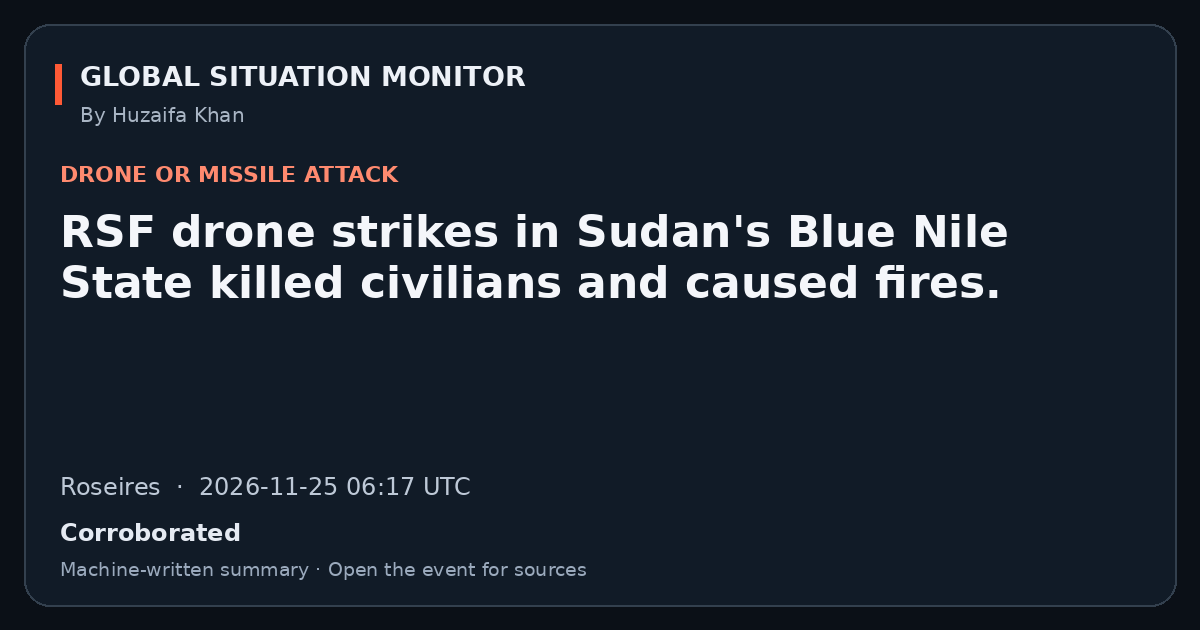 GLOBAL SITUATION MONITOR
By Huzaifa Khan
DRONE OR MISSILE ATTACK
RSF drone strikes in Sudan's Blue Nile
State killed civilians and caused fires.
Roseires · 2026-11-25 06:17 UTC
Corroborated
Machine-written summary · Open the event for sources